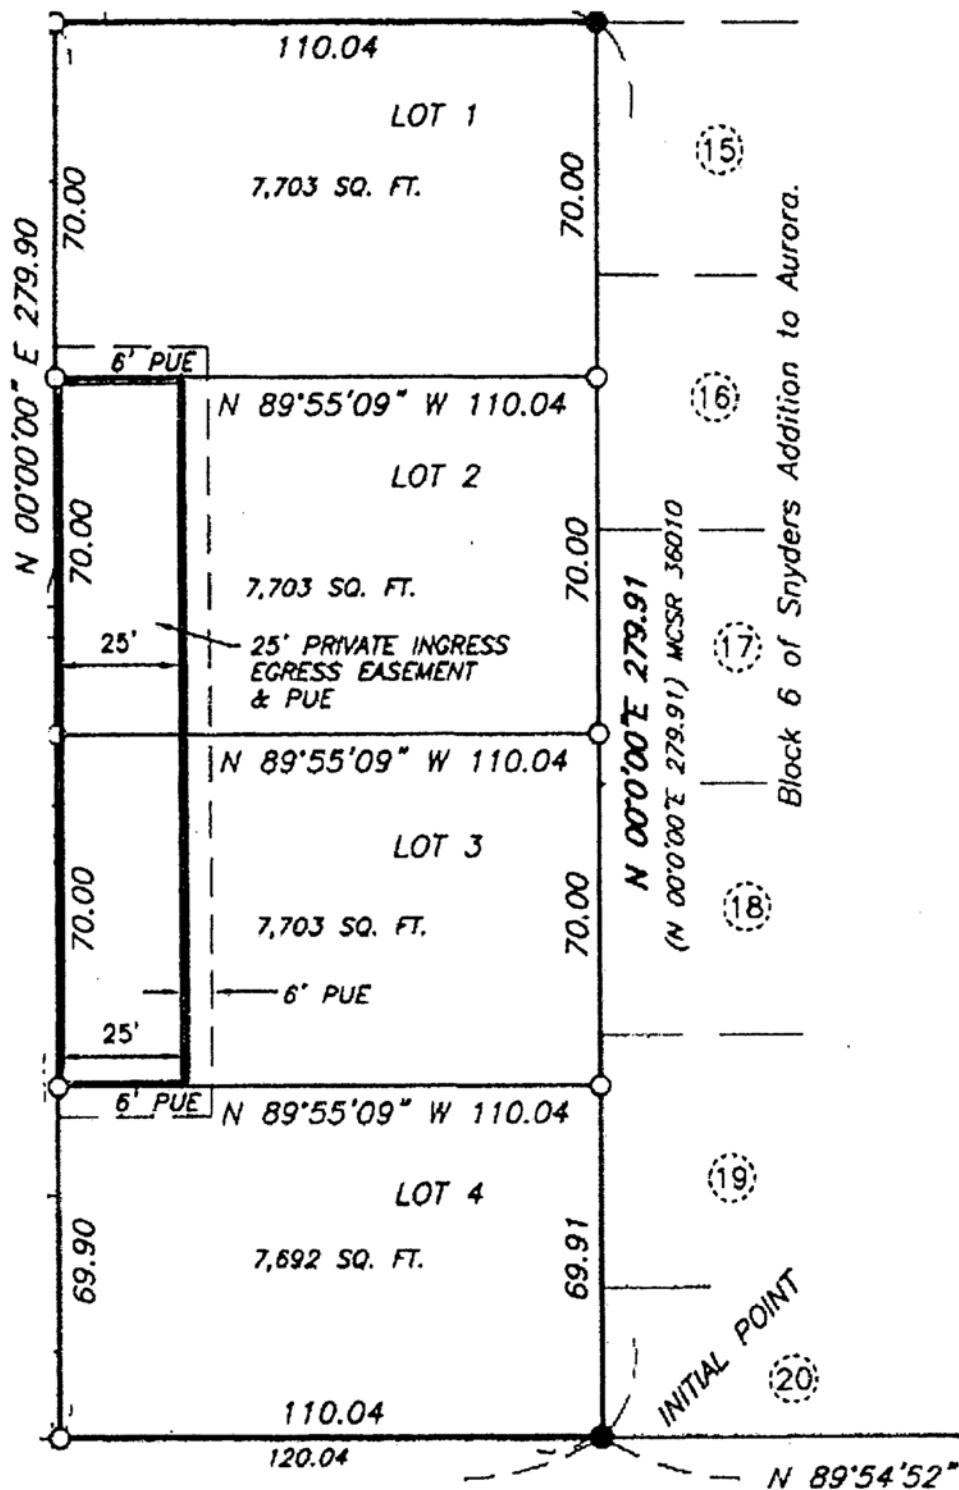 110.04
LOT 1
7,703 SQ. FT.
70.00
70.00
15
N 00°00'00" E 279.90
6' PUE
N 89°55'09" W 110.04
16
Block 6 of Snyders Addition to Aurora.
LOT 2
70.00
70.00
7,703 SQ. FT.
25'
25' PRIVATE INGRESS
EGRESS EASEMENT
& PUE
17
N 00°0'00"E 279.91
(N 00°0'00"E 279.91) MCSR 36010
N 89°55'09" W 110.04
LOT 3
70.00
70.00
7,703 SQ. FT.
18
6' PUE
25'
6' PUE
N 89°55'09" W 110.04
LOT 4
69.90
69.91
7,692 SQ. FT.
19
INITIAL POINT
20
110.04
120.04
N 89°54'52"